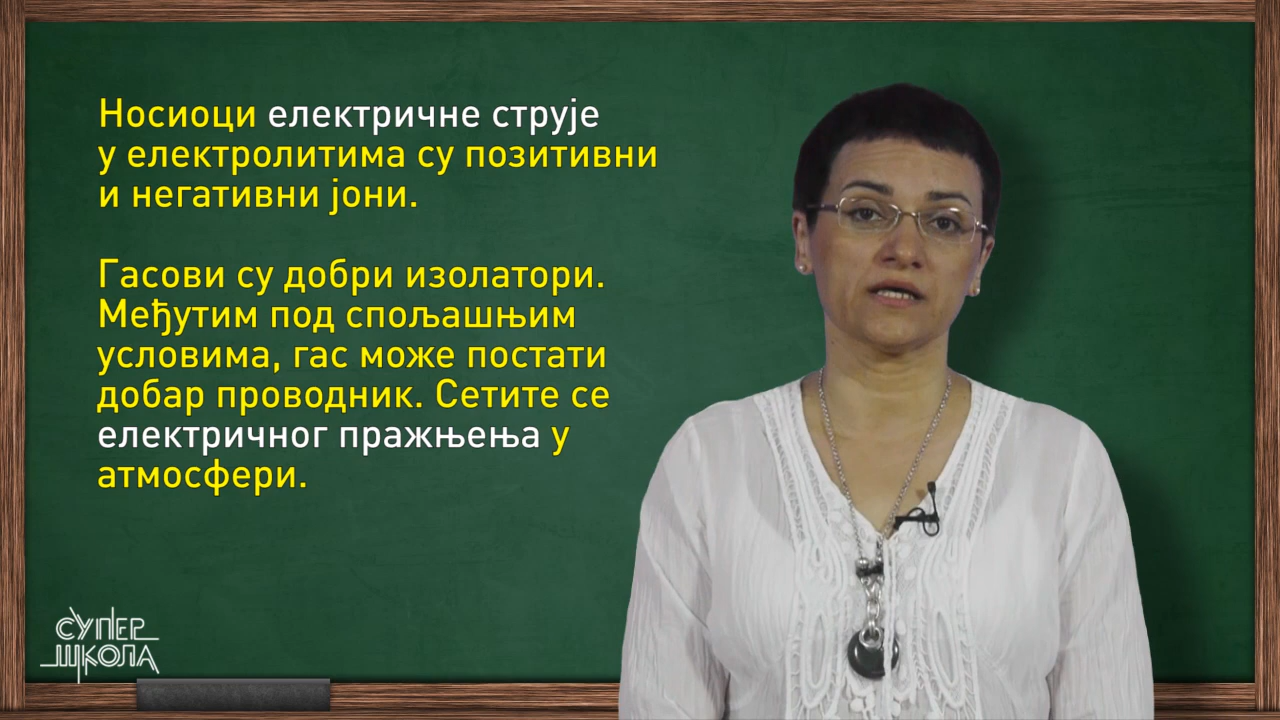 Носиоци електричне струје
у електролитима су позитивни
и негативни јони.
Гасови су добри изолатори.
Међутим под спољашњим
условима, гас може постати
добар проводник. Сетите се
електричног пражњења у
атмосфери.
СУПЕР
ШКОЛА